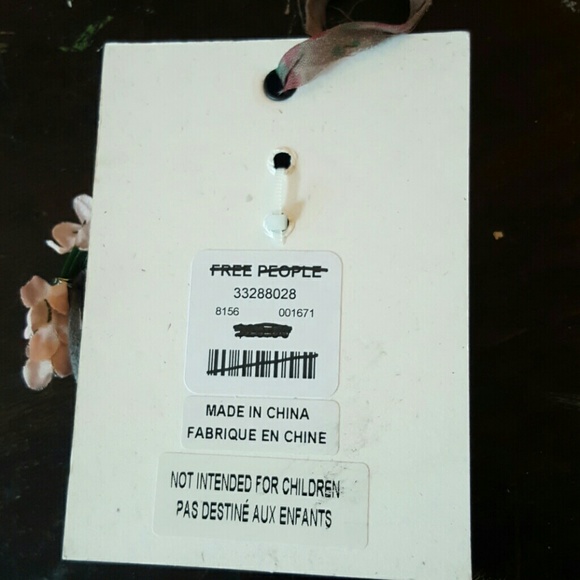 FREE PEOPLE
33288028
8156 001671
MADE IN CHINA
FABRIQUE EN CHINE
NOT INTENDED FOR CHILDREN
PAS DESTINÉ AUX ENFANTS